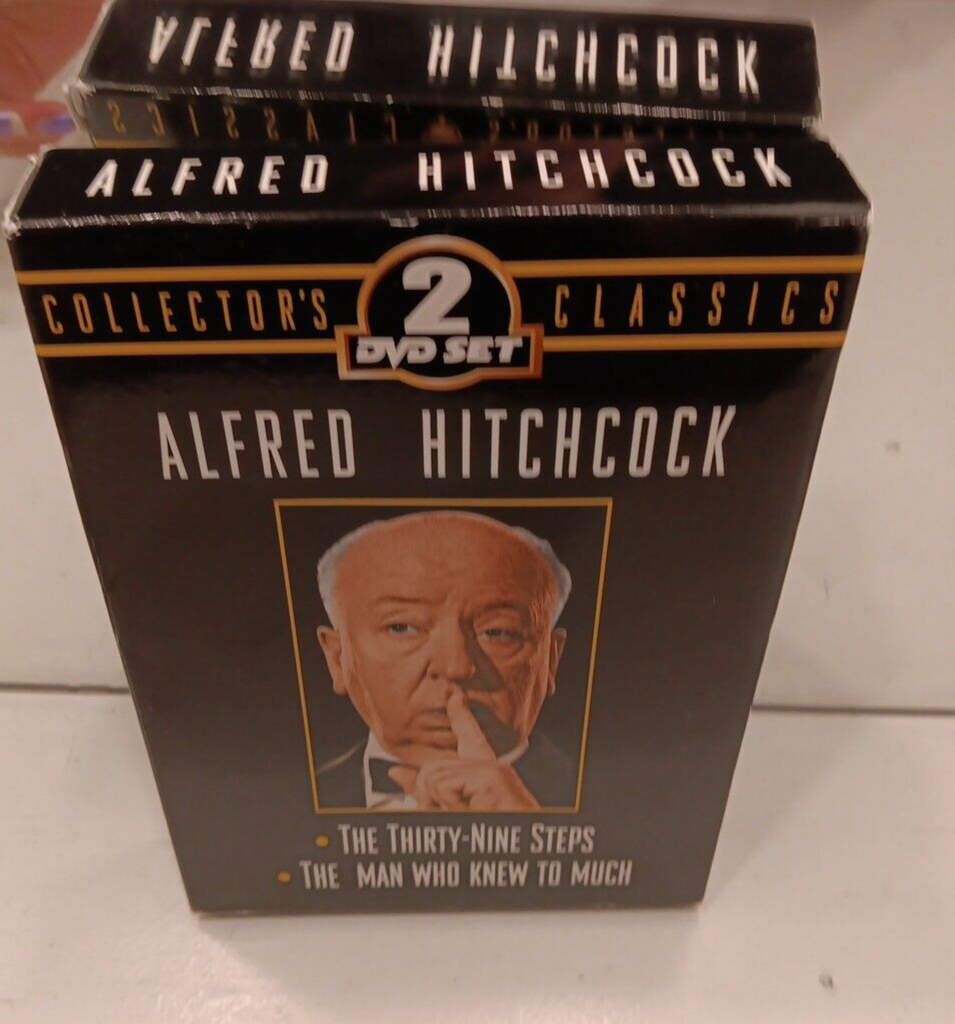 ALFRED HITCHCOCK
CLASSICS
ALFRED HITCHCOCK
COLLECTOR'S 2 CLASSICS
DVD SET
ALFRED HITCHCOCK
• THE THIRTY-NINE STEPS
• THE MAN WHO KNEW TO MUCH